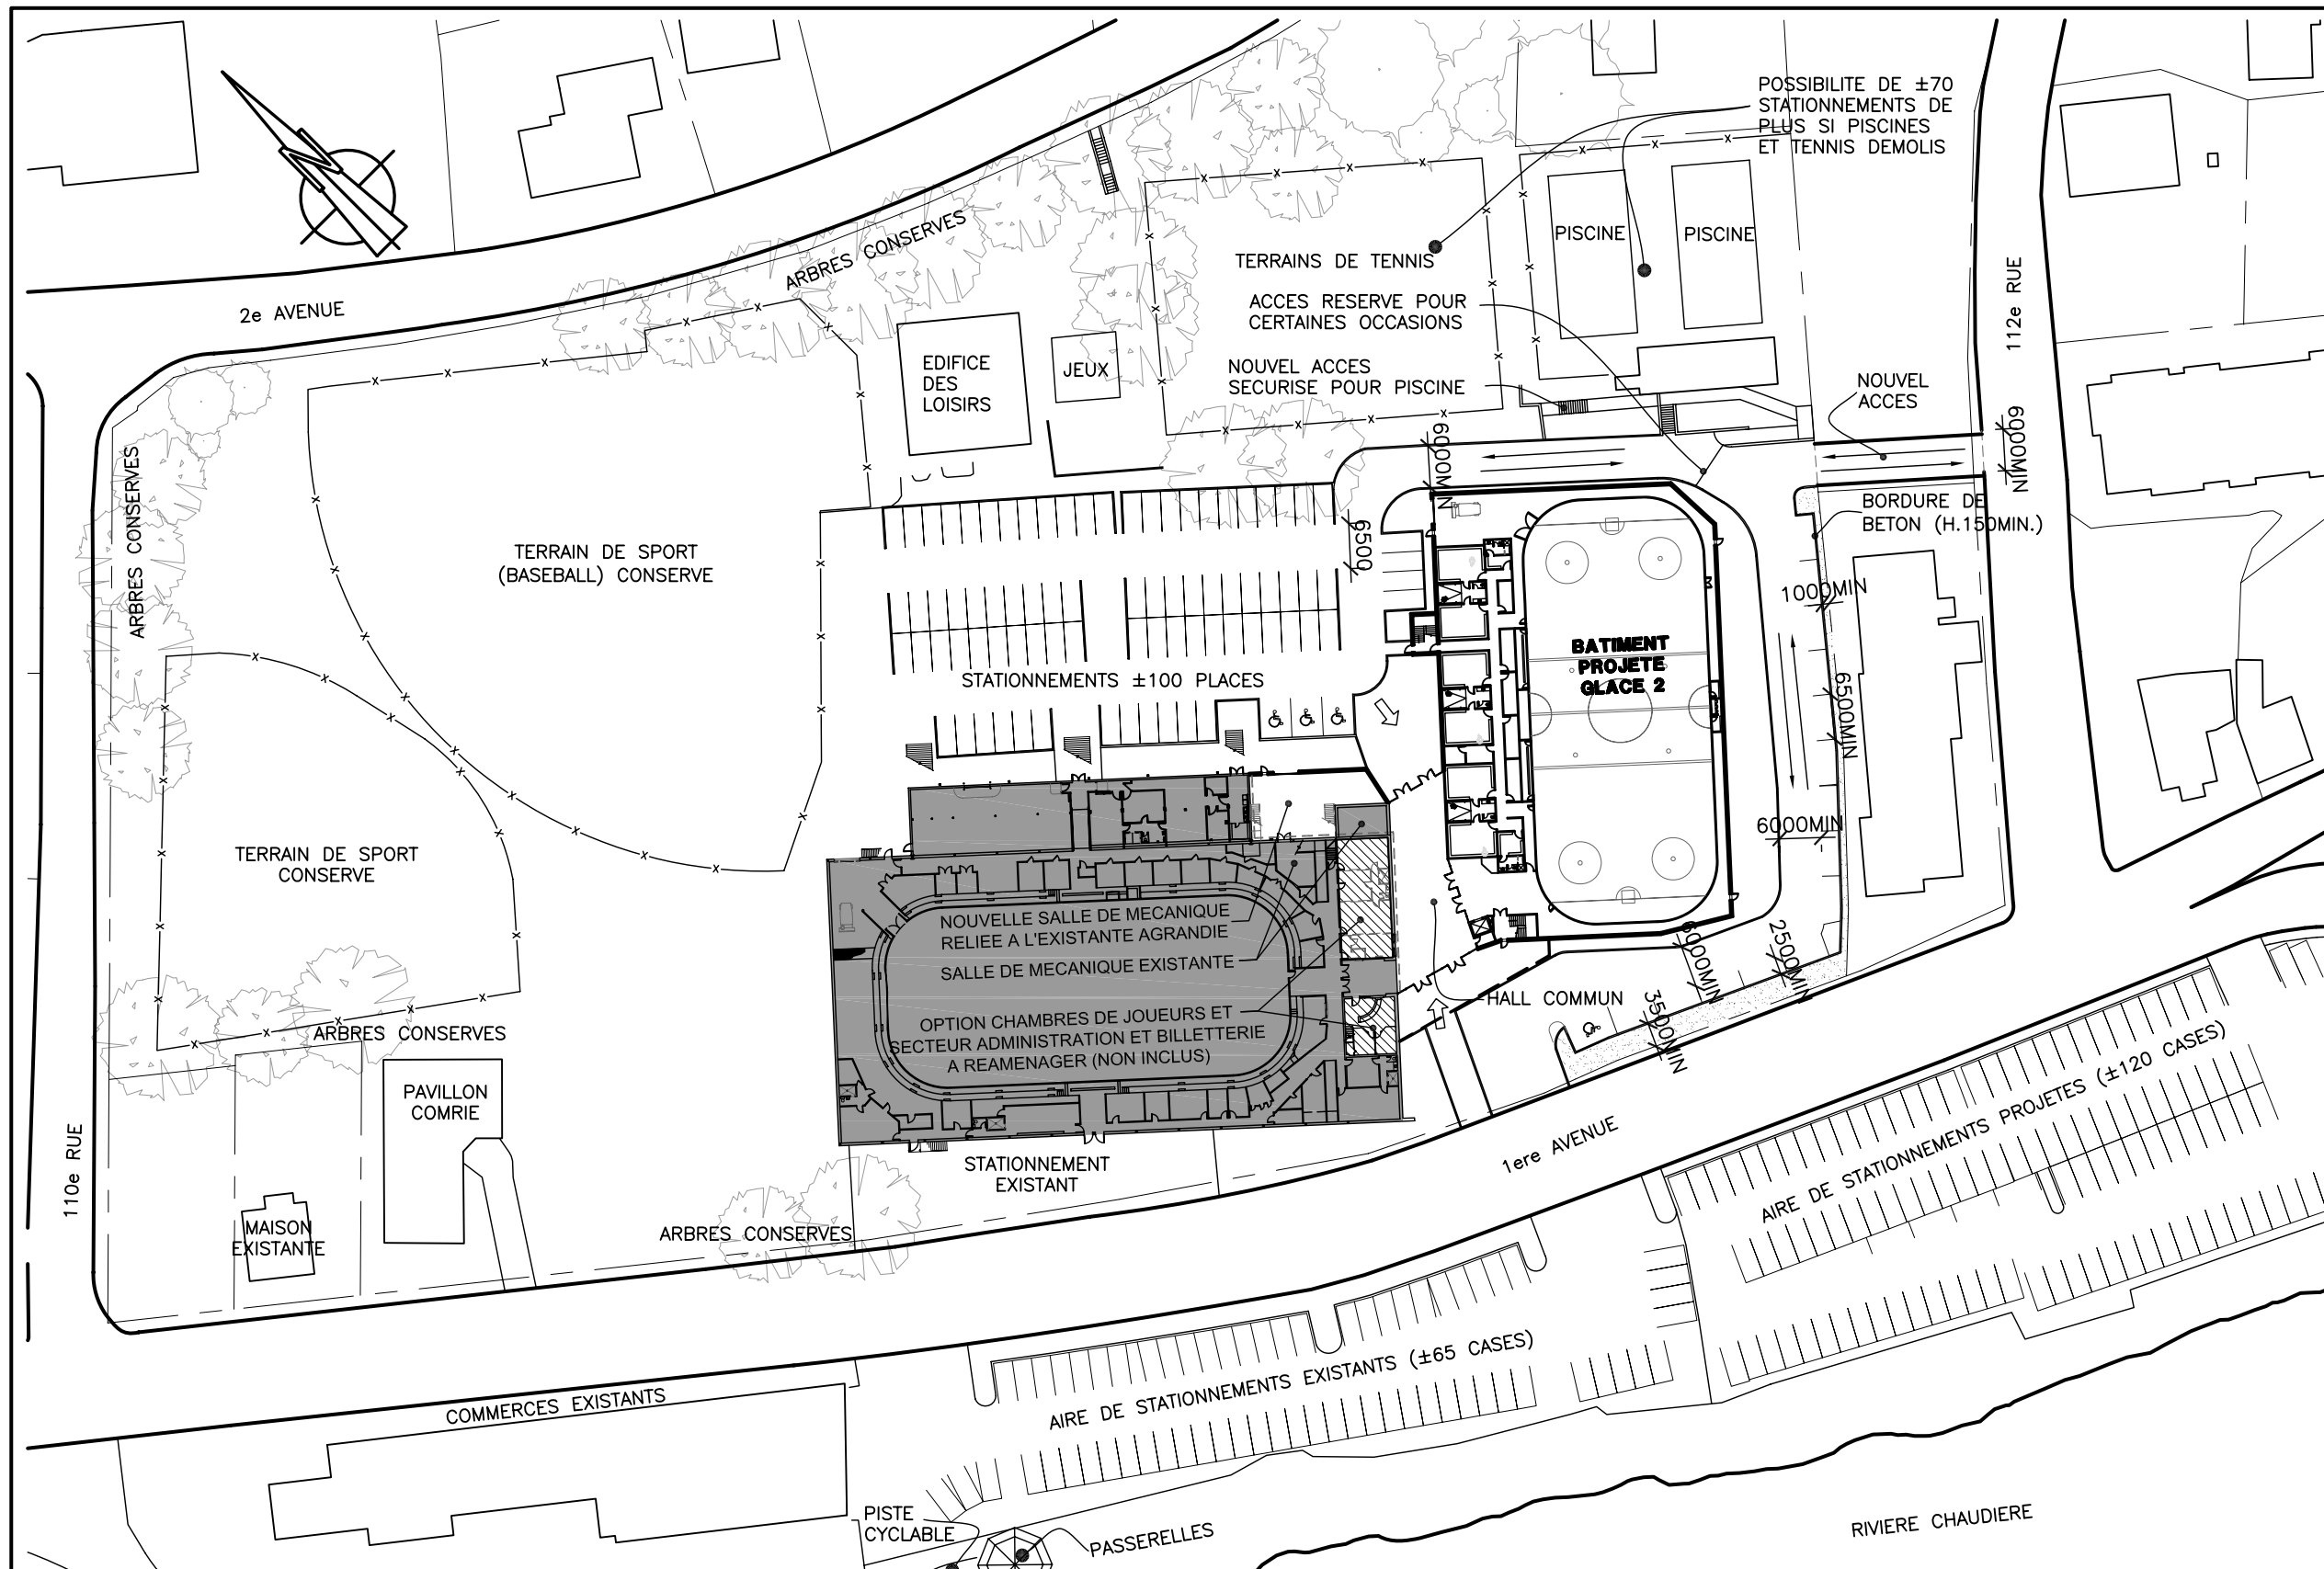 POSSIBILITE DE ±70
STATIONNEMENTS DE
PLUS SI PISCINES
ET TENNIS DEMOLIS
2e AVENUE
ARBRES CONSERVES
TERRAINS DE TENNIS
PISCINE
PISCINE
ACCES RESERVE POUR
CERTAINES OCCASIONS
NOUVEL ACCES
SECURISE POUR PISCINE
112e RUE
EDIFICE
DES
LOISIRS
JEUX
NOUVEL
ACCES
6000MIN
6000MIN
BORDURE DE
BETON (H.150MIN.)
ARBRES CONSERVES
TERRAIN DE SPORT
(BASEBALL) CONSERVE
6500
1000MIN
BATIMENT
PROJETE
GLACE 2
STATIONNEMENTS ±100 PLACES
6500MIN
6000MIN
TERRAIN DE SPORT
CONSERVE
NOUVELLE SALLE DE MECANIQUE
RELIEE A L'EXISTANTE AGRANDIE
SALLE DE MECANIQUE EXISTANTE
OPTION CHAMBRES DE JOUEURS ET
SECTEUR ADMINISTRATION ET BILLETTERIE
A REAMENAGER (NON INCLUS)
HALL COMMUN
6000MIN
2500MIN
3500MIN
ARBRES CONSERVES
PAVILLON
COMRIE
110e RUE
MAISON
EXISTANTE
STATIONNEMENT
EXISTANT
ARBRES CONSERVES
1ere AVENUE
AIRE DE STATIONNEMENTS PROJETES (±120 CASES)
AIRE DE STATIONNEMENTS EXISTANTS (±65 CASES)
COMMERCES EXISTANTS
PISTE
CYCLABLE
PASSERELLES
RIVIERE CHAUDIERE